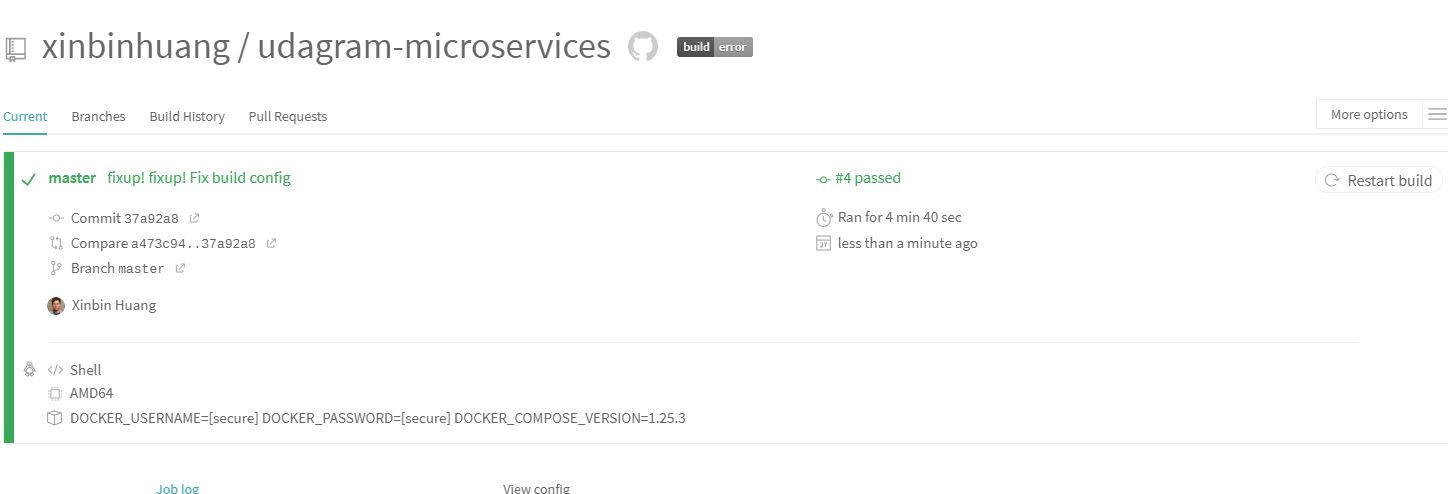 xinbinhuang / udagram-microservices build error
Current Branches Build History Pull Requests More options
master fixup! fixup! Fix build config #4 passed Restart build
Commit 37a92a8 Ran for 4 min 40 sec
Compare a473c94..37a92a8 27 less than a minute ago
Branch master
Xinbin Huang
</> Shell
AMD64
DOCKER_USERNAME=[secure] DOCKER_PASSWORD=[secure] DOCKER_COMPOSE_VERSION=1.25.3
Job log View config